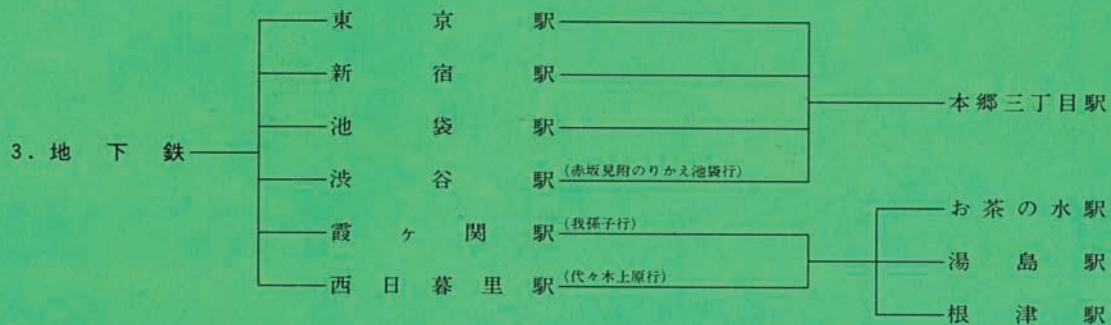 3. 地下鉄
東京駅
新宿駅
池袋駅
渋谷駅(赤坂見附のりかえ池袋行)
霞ヶ関駅(我孫子行)
西日暮里駅(代々木上原行)
本郷三丁目駅
お茶の水駅
湯島駅
根津駅